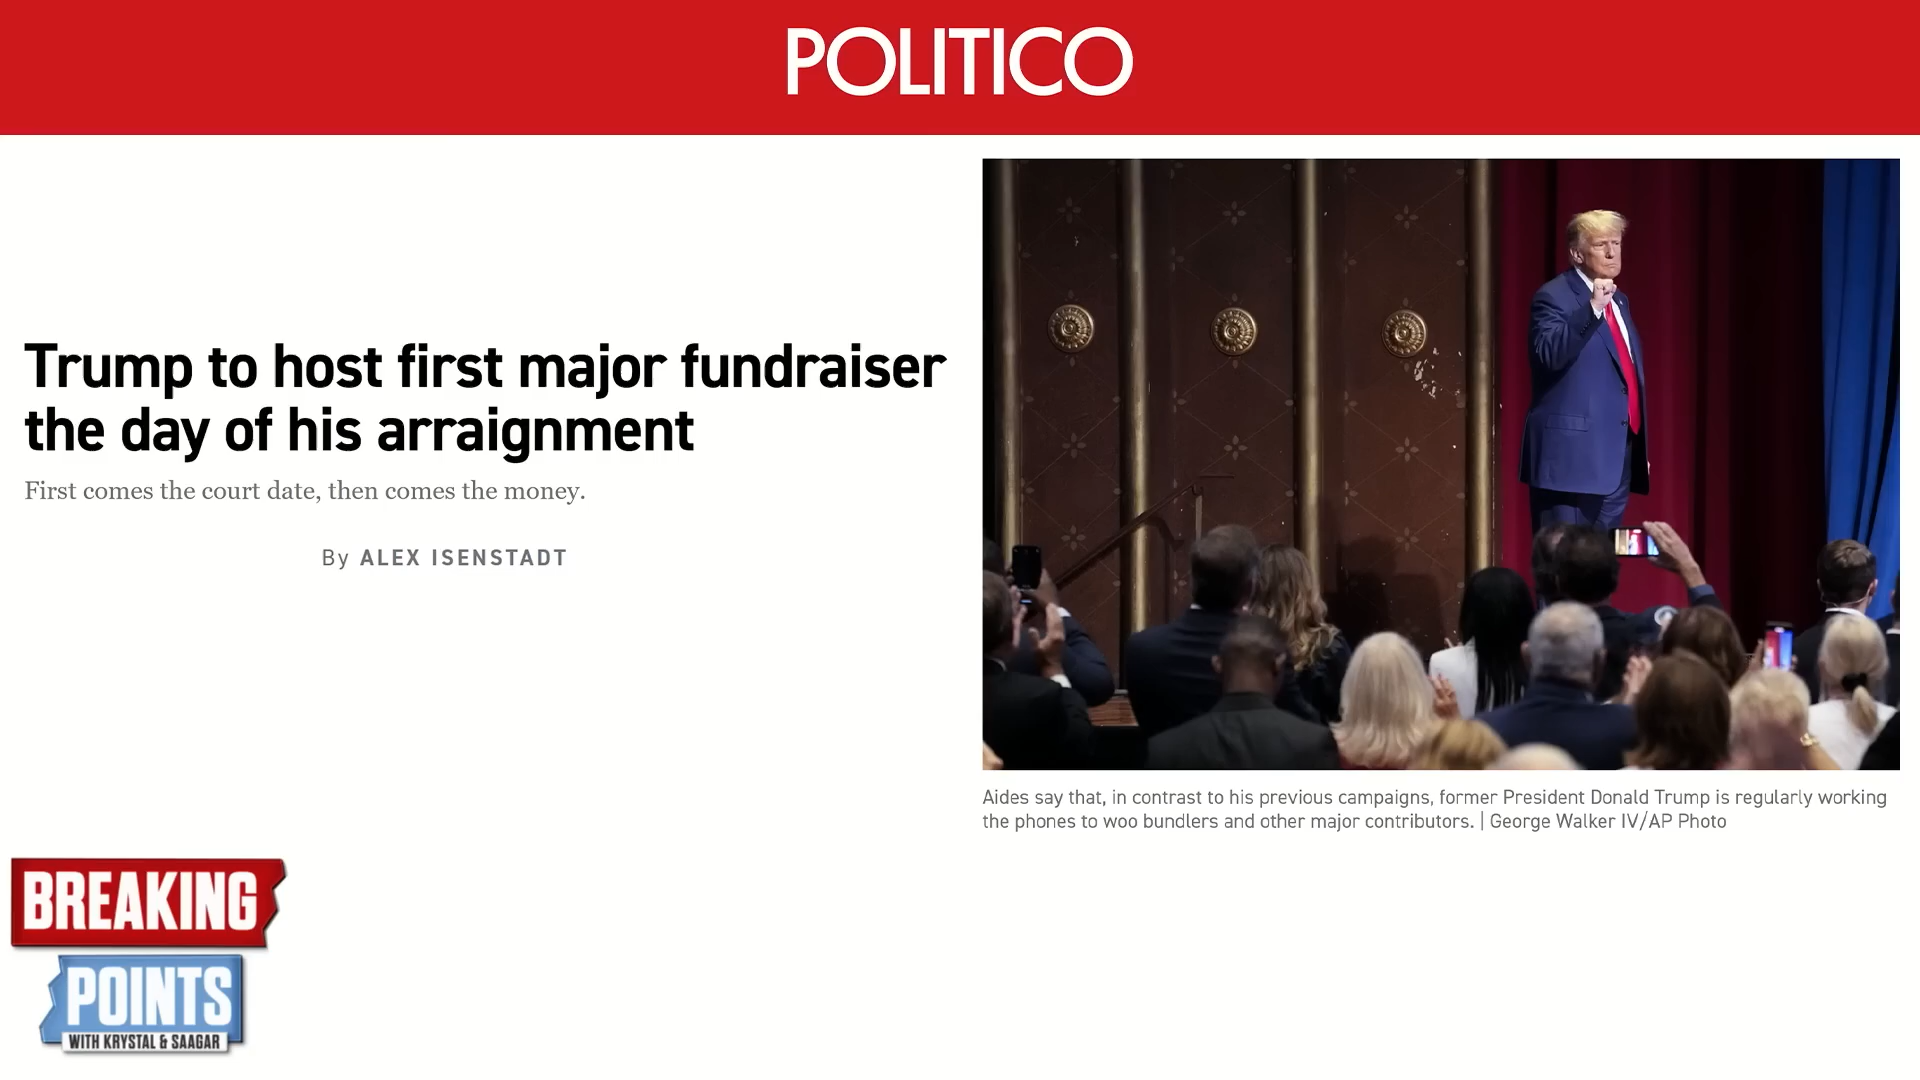 POLITICO
Trump to host first major fundraiser
the day of his arraignment
First comes the court date, then comes the money.
By ALEX ISENSTADT
Aides say that, in contrast to his previous campaigns, former President Donald Trump is regularly working
the phones to woo bundlers and other major contributors. | George Walker IV/AP Photo
BREAKING
POINTS
WITH KRYSTAL & SAAGAR